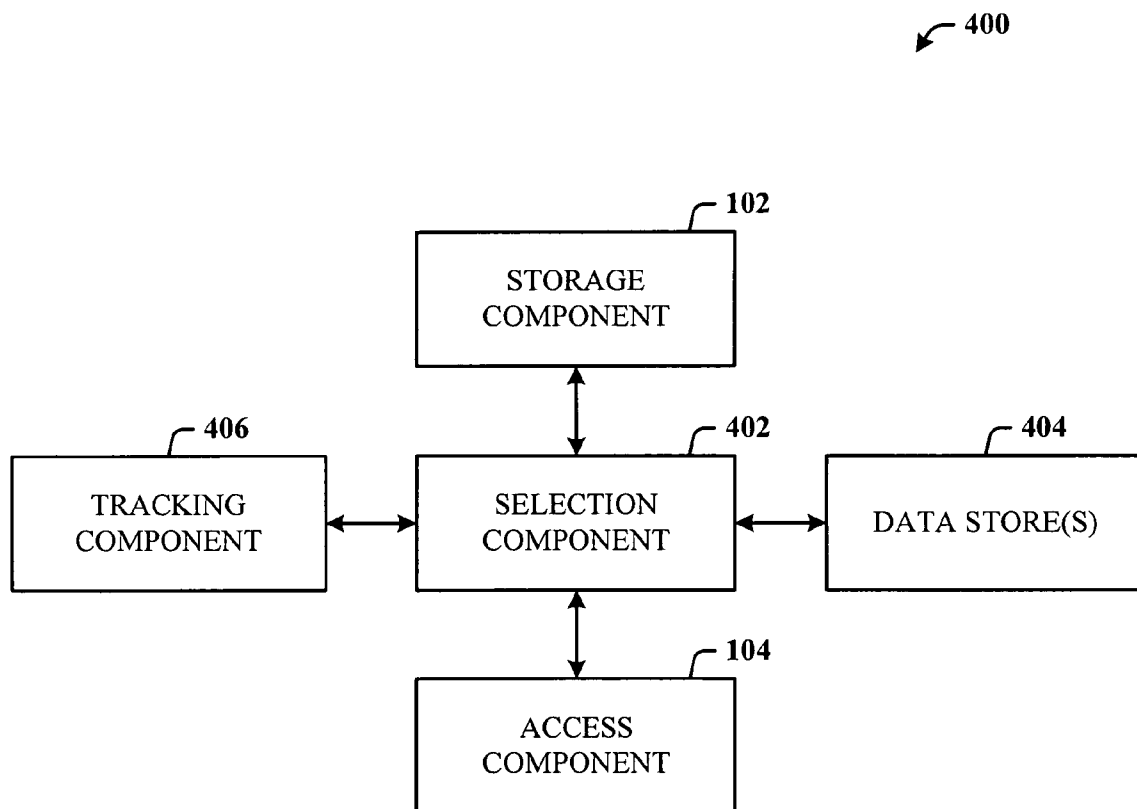 400
102
STORAGE
COMPONENT
406
402
404
TRACKING
COMPONENT
SELECTION
COMPONENT
DATA STORE(S)
104
ACCESS
COMPONENT